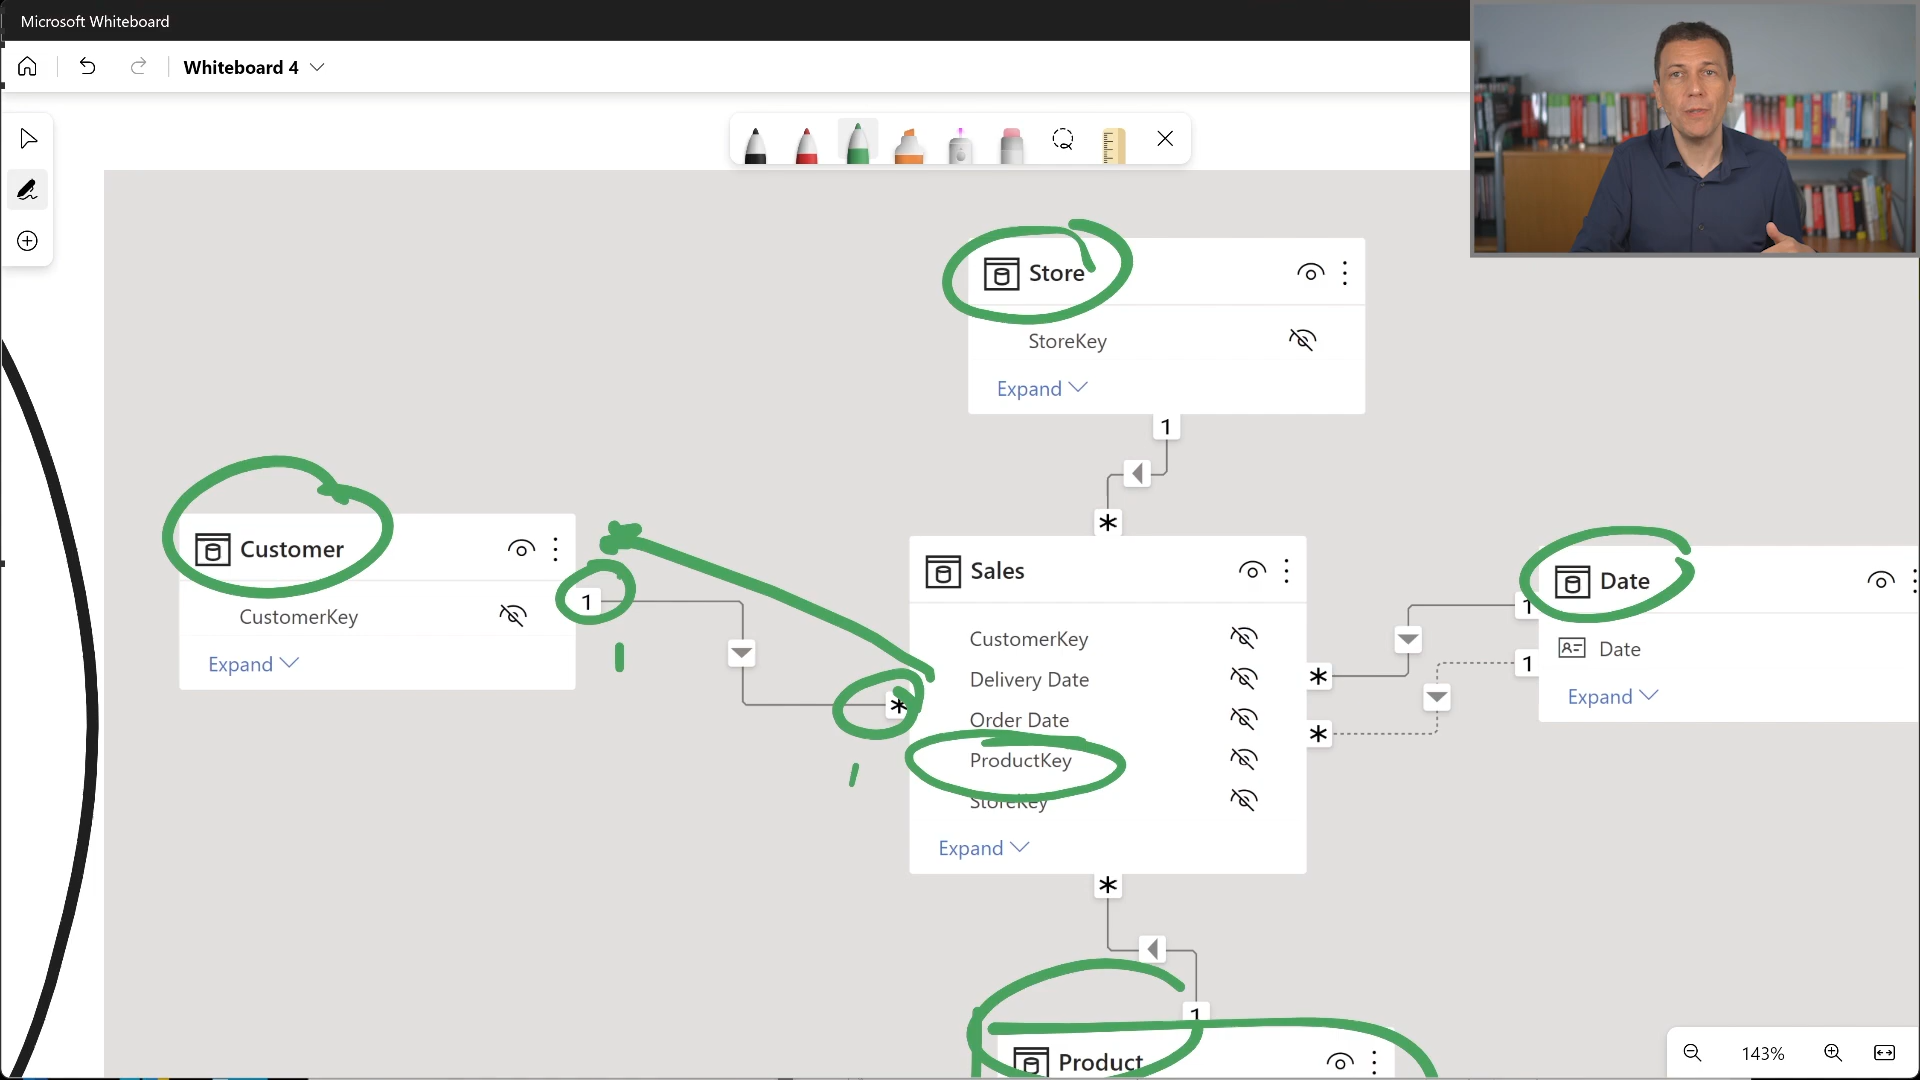 Microsoft Whiteboard
Whiteboard 4
Store
StoreKey
Expand
1
*
Customer
CustomerKey
Expand
1
*
Sales
CustomerKey
Delivery Date
Order Date
ProductKey
StoreKey
Expand
*
1
*
1
Date
Date
Expand
*
1
Product
143%